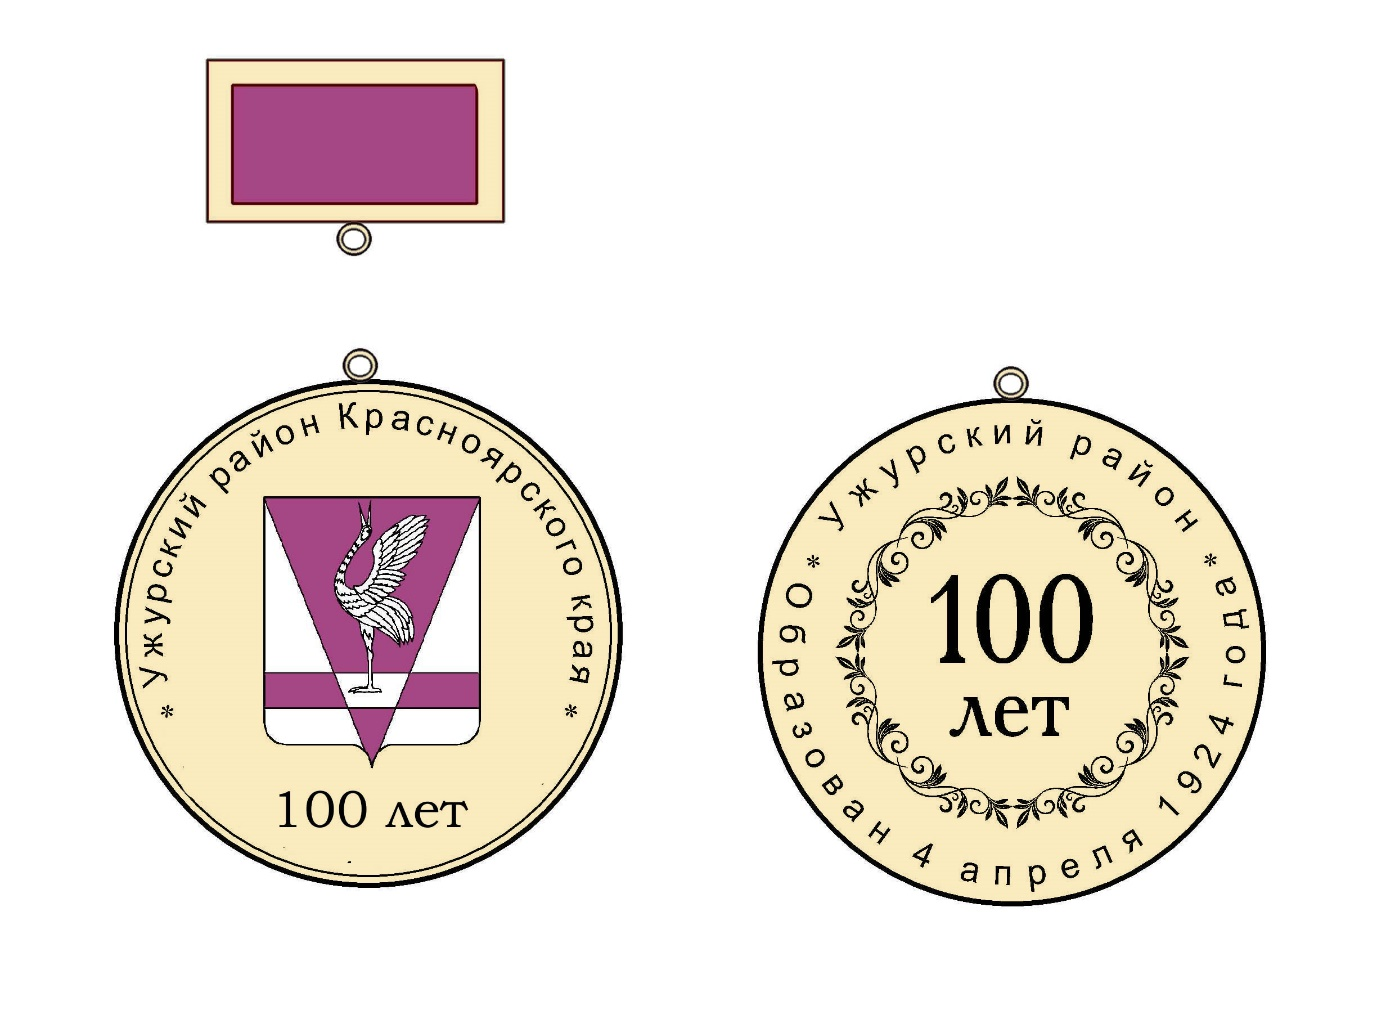 * Ужурский район Красноярского края *
100 лет
* Ужурский район *
100
лет
Образован 4 апреля 1924 года